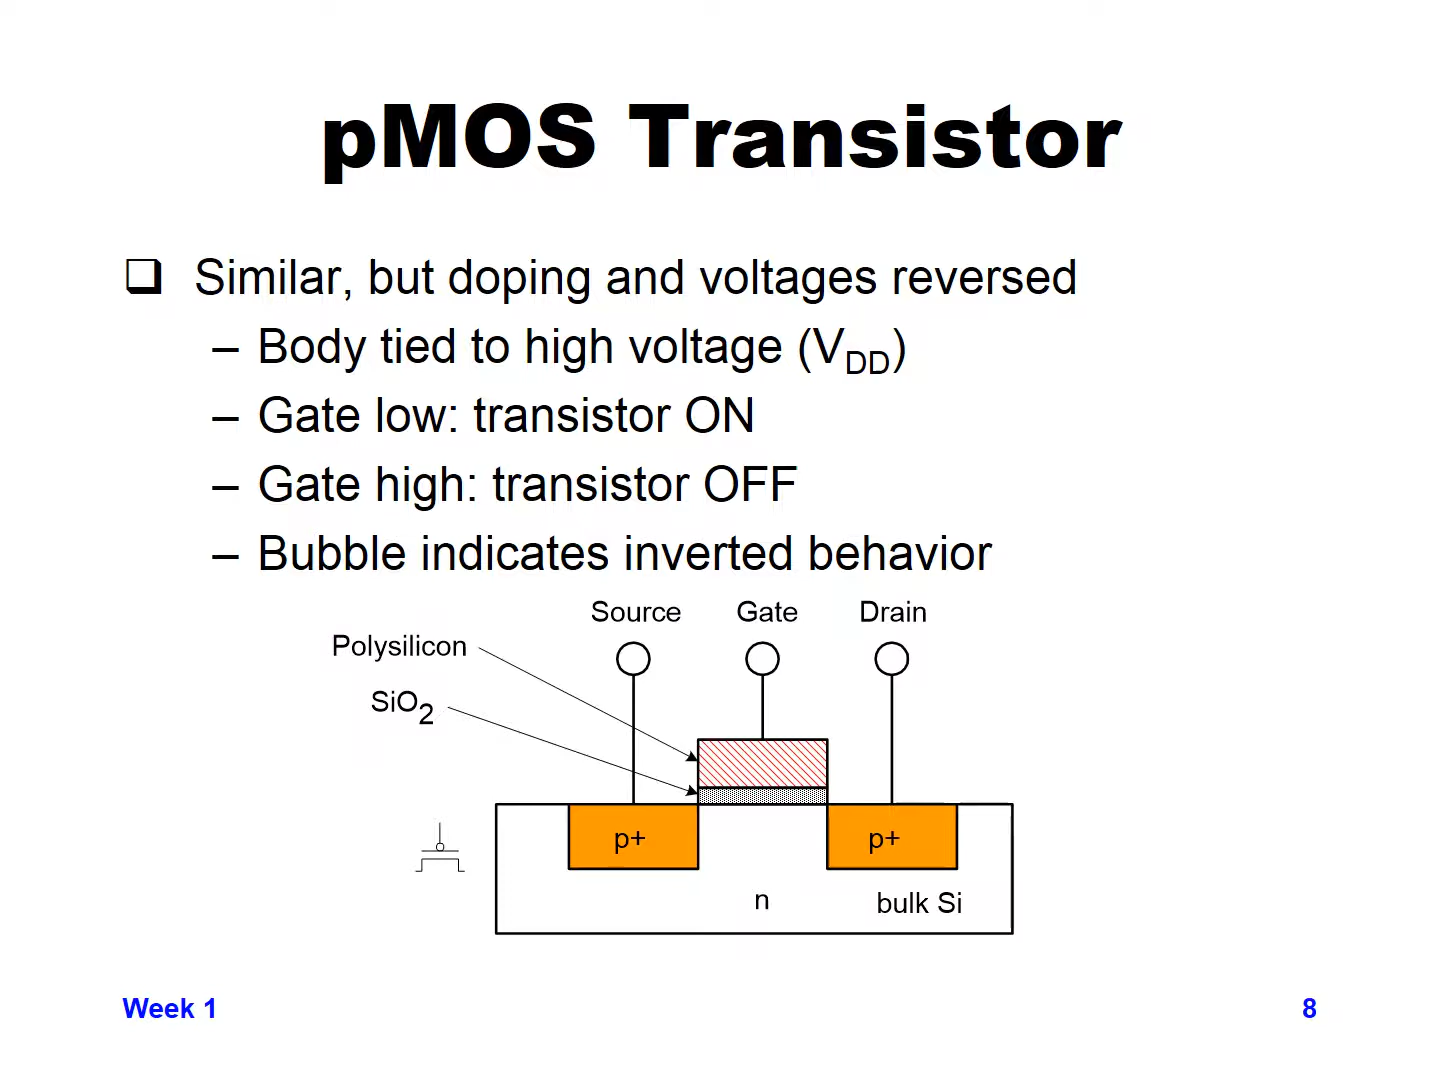 pMOS Transistor
❑ Similar, but doping and voltages reversed
– Body tied to high voltage (VDD)
– Gate low: transistor ON
– Gate high: transistor OFF
– Bubble indicates inverted behavior
Source Gate Drain
Polysilicon
SiO2
p+ p+
n bulk Si
Week 1 8